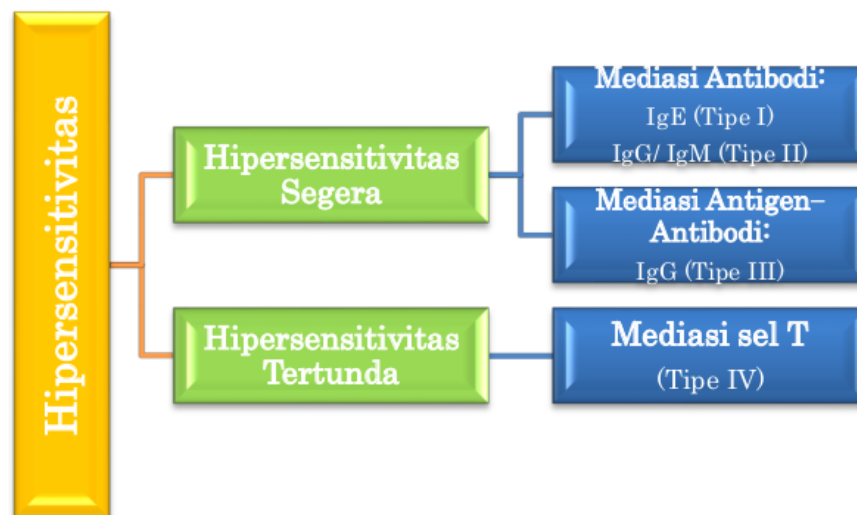 Hipersensitivitas
Hipersensitivitas
Segera
Mediasi Antibodi:
IgE (Tipe I)
IgG/ IgM (Tipe II)
Mediasi Antigen–
Antibodi:
IgG (Tipe III)
Hipersensitivitas
Tertunda
Mediasi sel T
(Tipe IV)